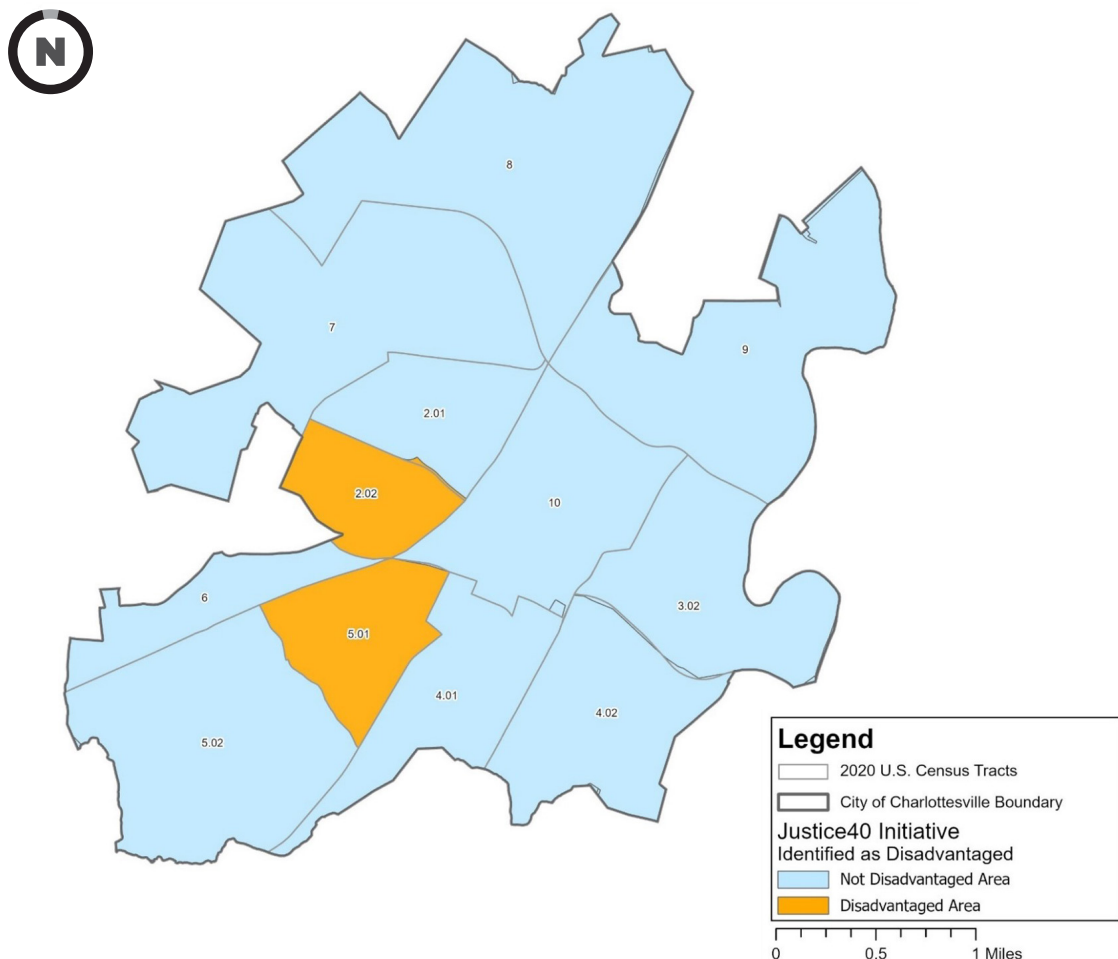 N
8
7
9
2.01
2.02
10
6
3.02
5.01
4.01
4.02
5.02
Legend
2020 U.S. Census Tracts
City of Charlottesville Boundary
Justice40 Initiative
Identified as Disadvantaged
Not Disadvantaged Area
Disadvantaged Area
0 0.5 1 Miles